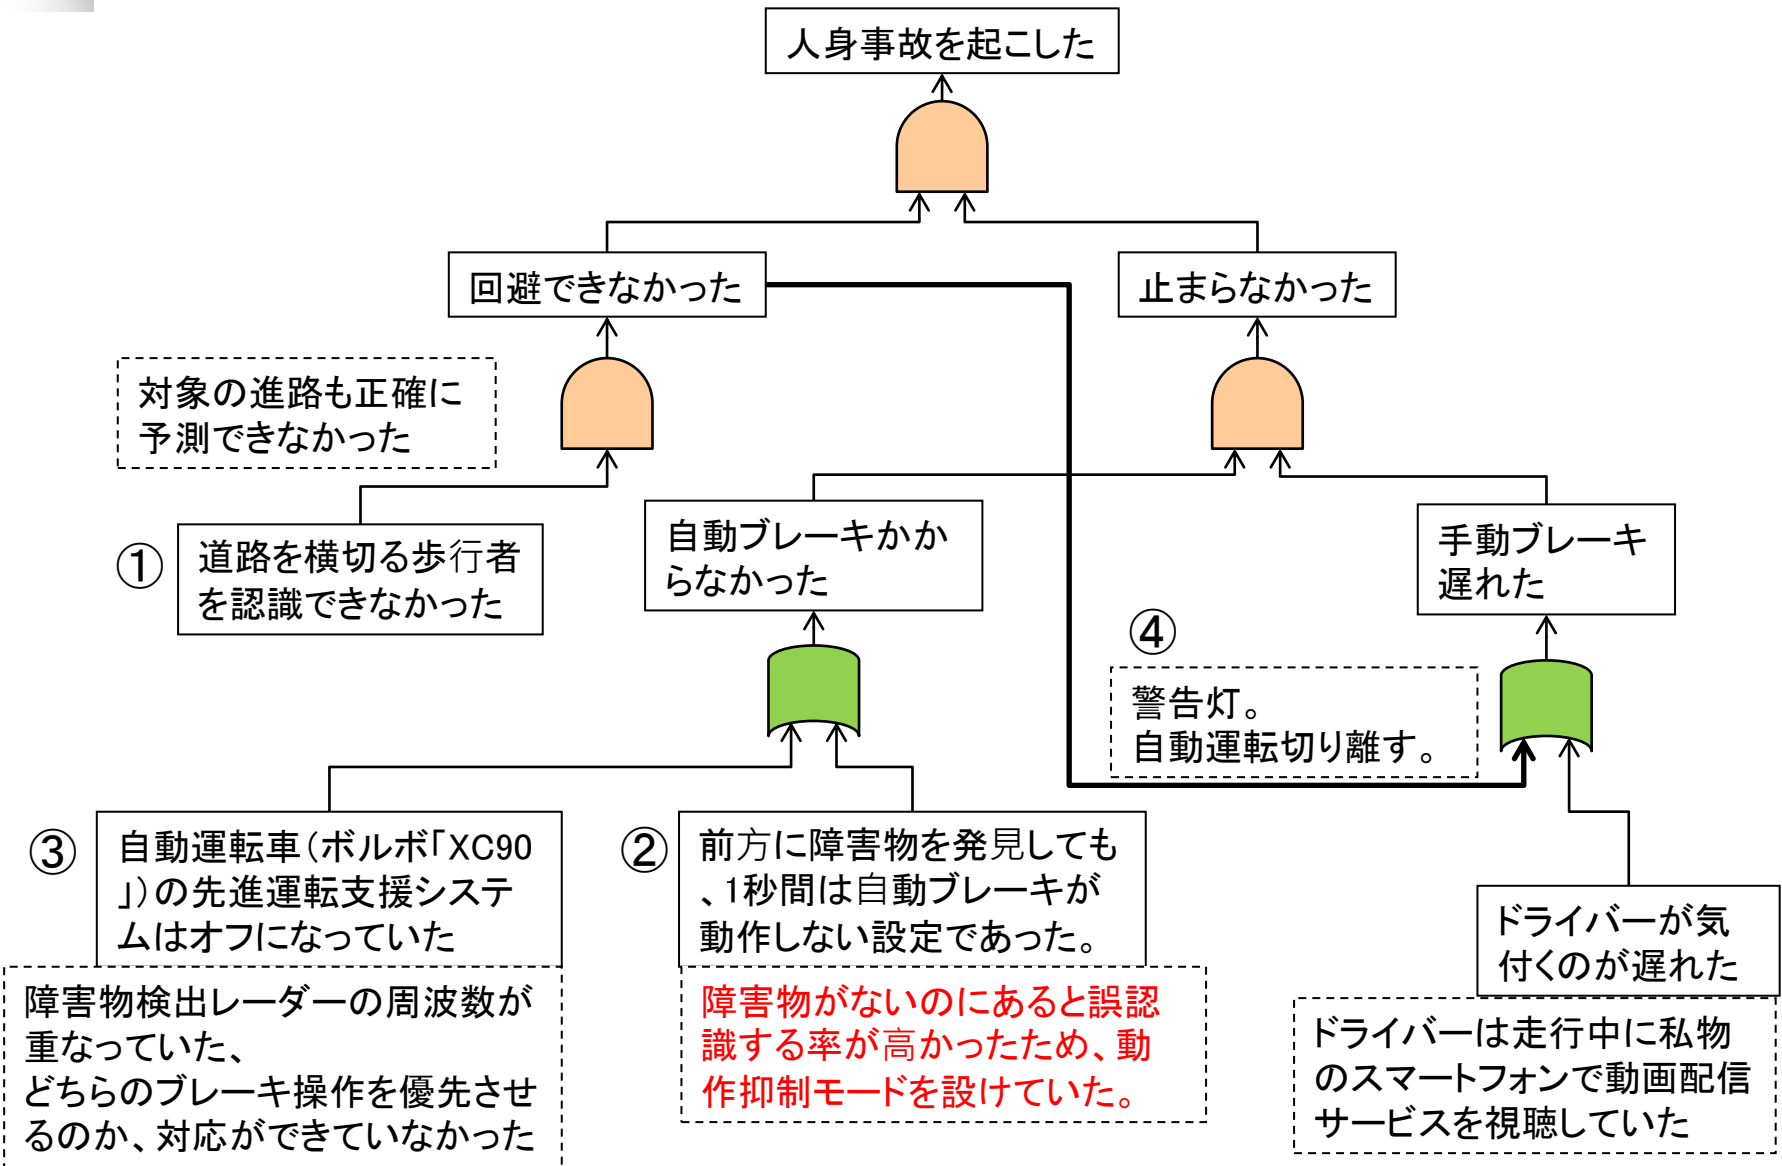 人身事故を起こした
回避できなかった
止まらなかった
対象の進路も正確に
予測できなかった
①
道路を横切る歩行者
を認識できなかった
自動ブレーキかか
らなかった
手動ブレーキ
遅れた
④
警告灯。
自動運転切り離す。
③
自動運転車(ボルボ「XC90
」)の先進運転支援システ
ムはオフになっていた
障害物検出レーダーの周波数が
重なっていた、
どちらのブレーキ操作を優先させ
るのか、対応ができていなかった
②
前方に障害物を発見しても
、1秒間は自動ブレーキが
動作しない設定であった。
障害物がないのにあると誤認
識する率が高かったため、動
作抑制モードを設けていた。
ドライバーが気
付くのが遅れた
ドライバーは走行中に私物
のスマートフォンで動画配信
サービスを視聴していた